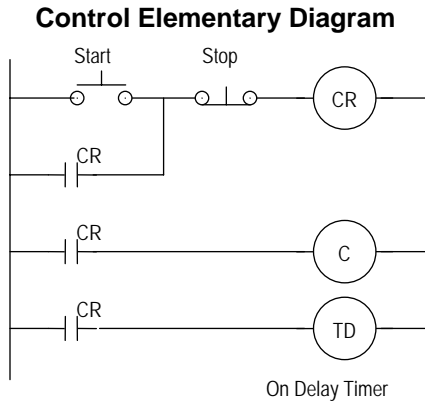 Control Elementary Diagram
Start Stop
CR
CR
CR
C
CR
TD
On Delay Timer